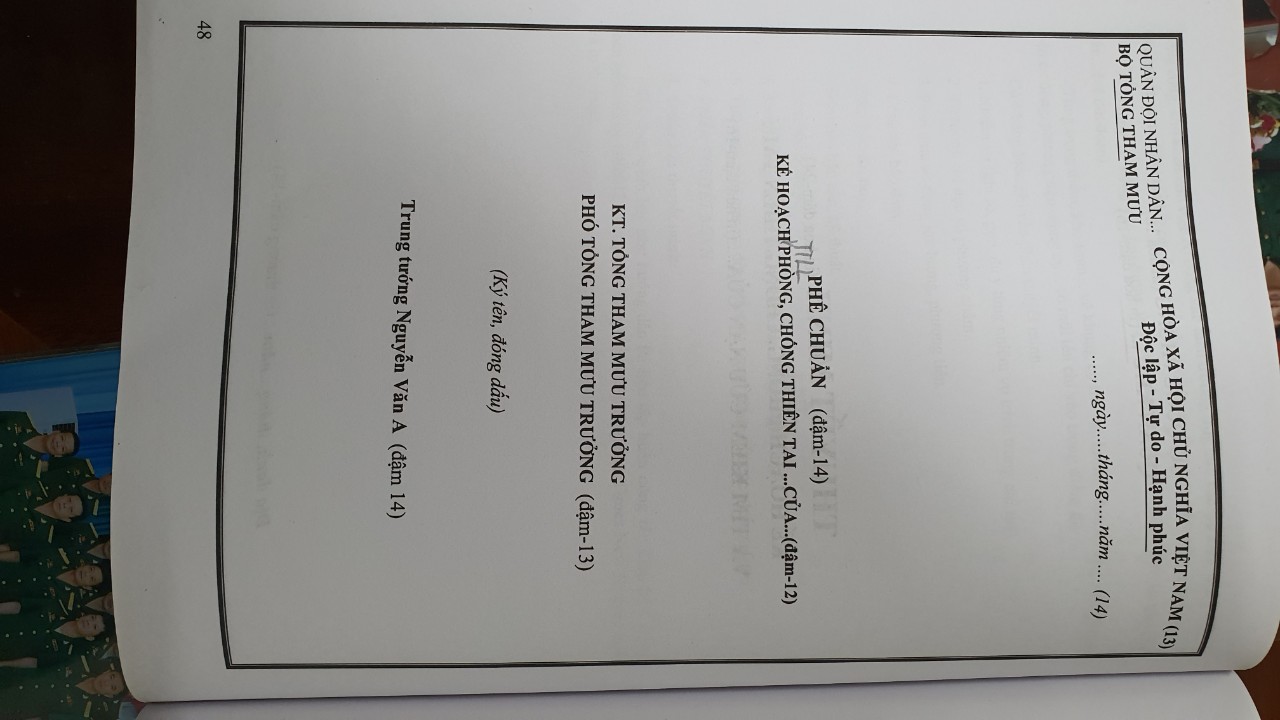 QUÂN ĐỘI NHÂN DÂN... CỘNG HÒA XÃ HỘI CHỦ NGHĨA VIỆT NAM (13)
BỘ TỔNG THAM MƯU Độc lập - Tự do - Hạnh phúc
....., ngày.....tháng.....năm .... (14)
PHÊ CHUẨN (đậm-14)
KẾ HOẠCH PHÒNG, CHỐNG THIÊN TAI ...CỦA...(đậm-12)
KT. TỔNG THAM MƯU TRƯỞNG
PHÓ TỔNG THAM MƯU TRƯỞNG (đậm-13)
(Ký tên, đóng dấu)
Trung tướng Nguyễn Văn A (đậm 14)
48